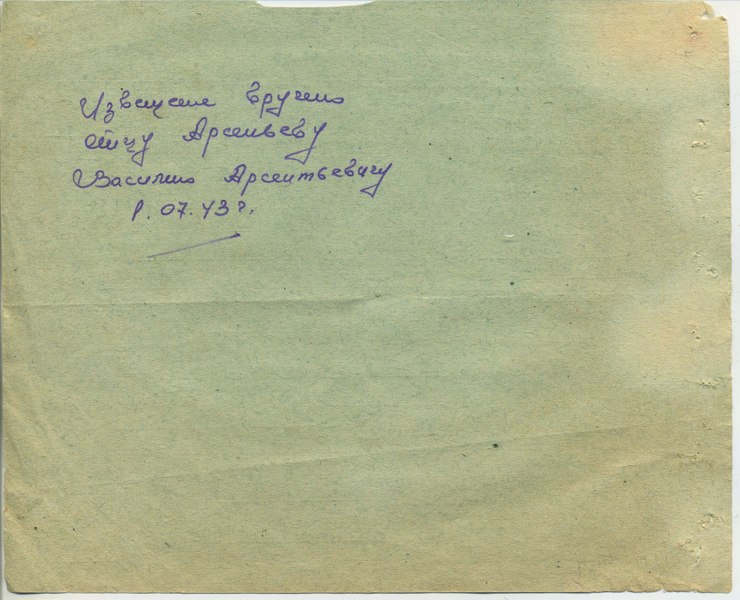 Извещение вручено
отцу Арсеньеву
Василию Арсентьевичу
1.07.43 г.